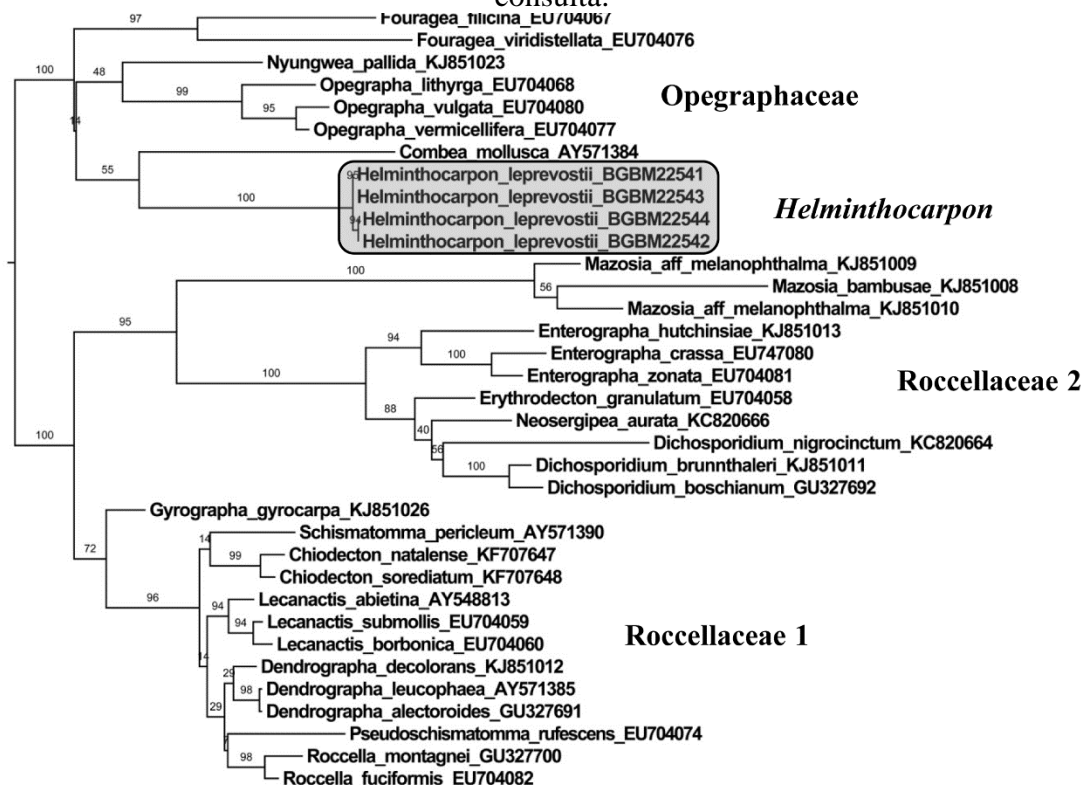 consulta.
97
Fouragea_filicina_EU704067
Fouragea_viridistellata_EU704076
100
48
Nyungwea_pallida_KJ851023
Opegrapha_lithyrga_EU704068
99
Opegraphaceae
95
Opegrapha_vulgata_EU704080
14
Opegrapha_vermicellifera_EU704077
Combea_mollusca_AY571384
55
95
Helminthocarpon_leprevostii_BGBM22541
100
Helminthocarpon_leprevostii_BGBM22543
Helminthocarpon
94
Helminthocarpon_leprevostii_BGBM22544
Helminthocarpon_leprevostii_BGBM22542
Mazosia_aff_melanophthalma_KJ851009
100
56
Mazosia_bambusae_KJ851008
Mazosia_aff_melanophthalma_KJ851010
95
Enterographa_hutchinsiae_KJ851013
94
100
Enterographa_crassa_EU747080
100
Enterographa_zonata_EU704081
Roccellaceae 2
Erythrodecton_granulatum_EU704058
88
Neosergipea_aurata_KC820666
40
100
Dichosporidium_nigrocinctum_KC820664
56
Dichosporidium_brunnthaleri_KJ851011
100
Dichosporidium_boschianum_GU327692
Gyrographa_gyrocarpa_KJ851026
Schismatomma_pericleum_AY571390
14
72
99
Chiodecton_natalense_KF707647
Chiodecton_sorediatum_KF707648
96
Lecanactis_abietina_AY548813
94
94
Lecanactis_submollis_EU704059
Lecanactis_borbonica_EU704060
Roccellaceae 1
14
Dendrographa_decolorans_KJ851012
29
98
Dendrographa_leucophaea_AY571385
29
Dendrographa_alectoroides_GU327691
Pseudoschismatomma_rufescens_EU704074
98
Roccella_montagnei_GU327700
Roccella_fuciformis_EU704082